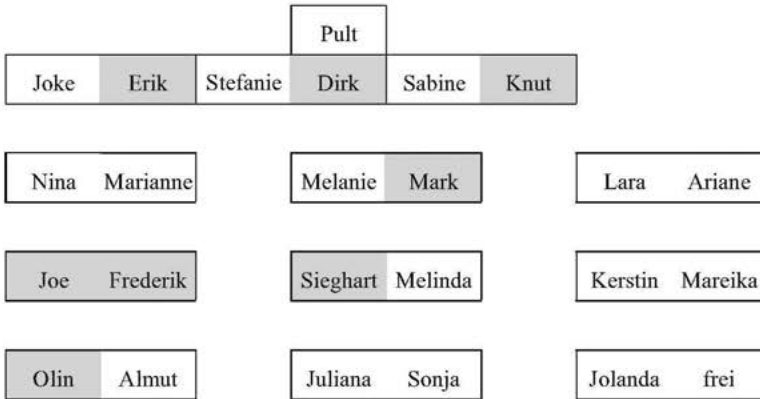 Pult
Joke Erik Stefanie Dirk Sabine Knut
Nina Marianne Melanie Mark Lara Ariane
Joe Frederik Sieghart Melinda Kerstin Mareika
Olin Almut Juliana Sonja Jolanda frei